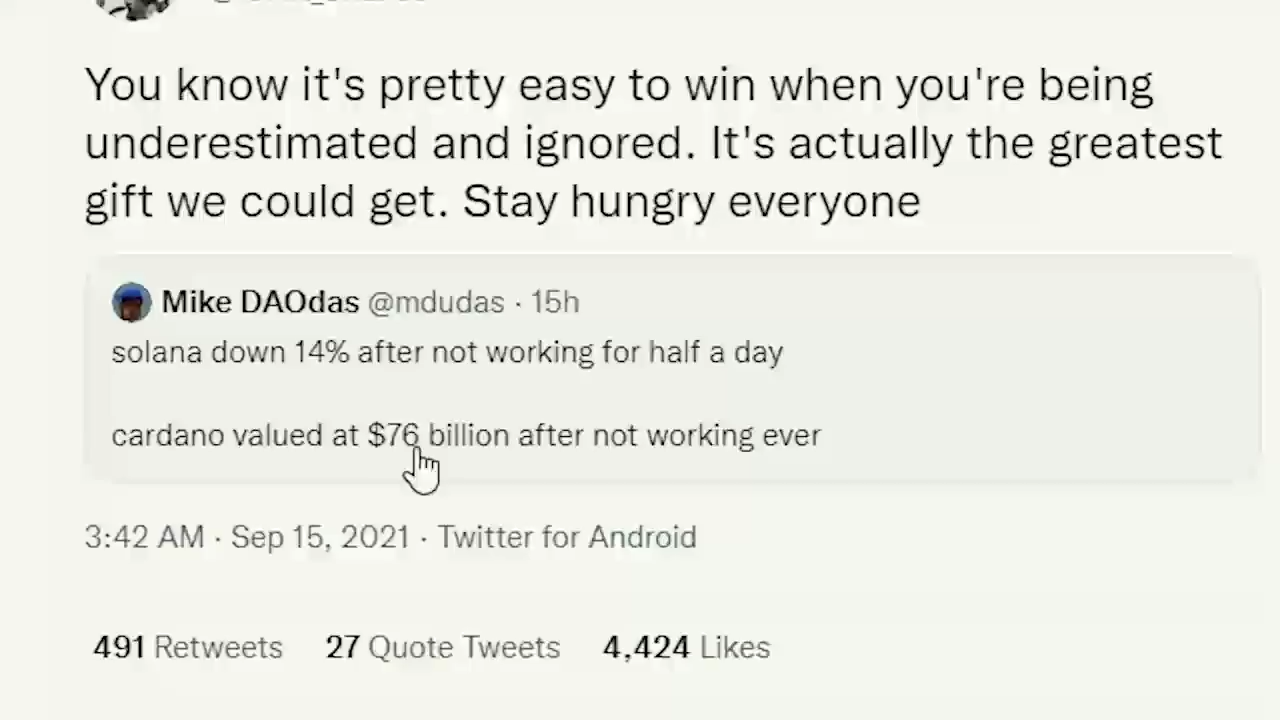 You know it's pretty easy to win when you're being
underestimated and ignored. It's actually the greatest
gift we could get. Stay hungry everyone
Mike DAOdas @mdudas · 15h
solana down 14% after not working for half a day
cardano valued at $76 billion after not working ever
3:42 AM · Sep 15, 2021 · Twitter for Android
491 Retweets 27 Quote Tweets 4,424 Likes